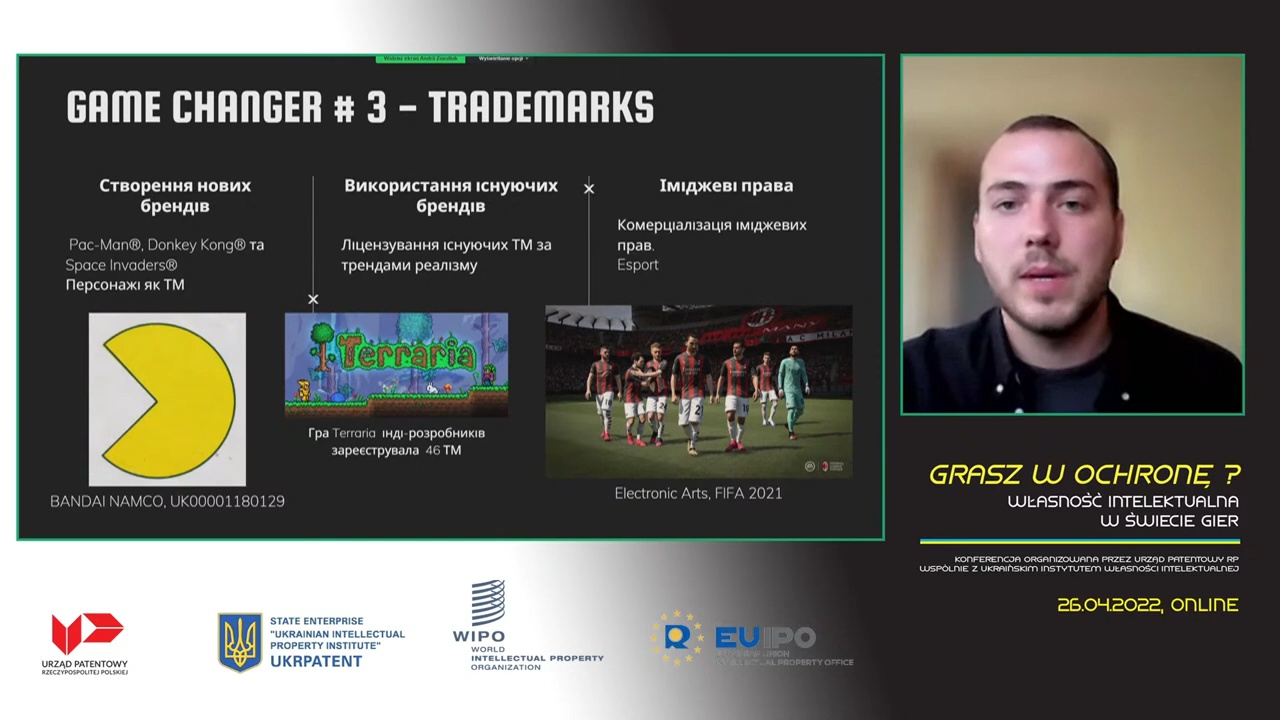 GAME CHANGER # 3 – TRADEMARKS
Створення нових
брендів
Pac-Man®, Donkey Kong® та
Space Invaders®
Персонажі як ТМ
BANDAI NAMCO, UK00001180129
Використання існуючих
брендів
Ліцензування існуючих ТМ за
трендами реалізму
Terraria
Гра Terraria інді-розробників
зареєструвала 46 ТМ
Іміджеві права
Комерціалізація іміджевих
прав.
Esport
Electronic Arts, FIFA 2021
GRASZ W OCHRONĘ ?
WŁASNOŚĆ INTELEKTUALNA
W ŚWIECIE GIER
KONFERENCJA ORGANIZOWANA PRZEZ URZĄD PATENTOWY RP
WSPÓLNIE Z UKRAIŃSKIM INSTYTUTEM WŁASNOŚCI INTELEKTUALNEJ
26.04.2022, ONLINE
URZĄD PATENTOWY
RZECZYPOSPOLITEJ POLSKIEJ
STATE ENTERPRISE
"UKRAINIAN INTELLECTUAL
PROPERTY INSTITUTE"
UKRPATENT
WIPO
WORLD
INTELLECTUAL PROPERTY
ORGANIZATION
EUIPO
INTELLECTUAL PROPERTY OFFICE